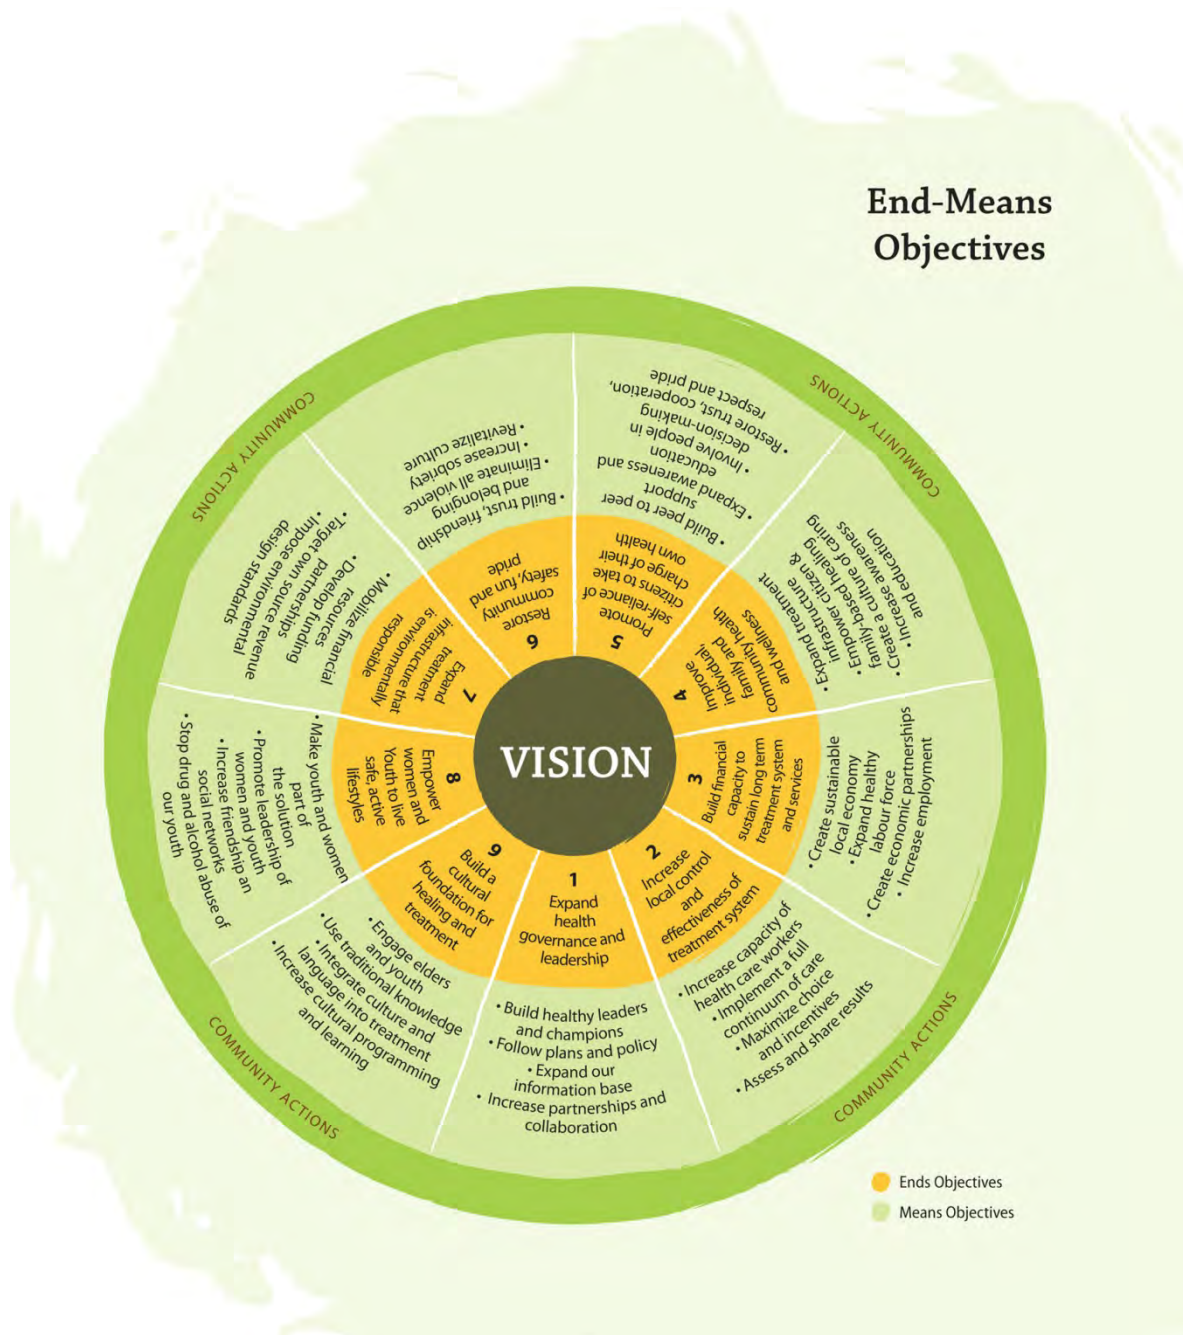 End-Means
Objectives
COMMUNITY ACTIONS
COMMUNITY ACTIONS
COMMUNITY ACTIONS
COMMUNITY ACTIONS
VISION
1
Expand
health
governance and
leadership
• Build healthy leaders
and champions
• Follow plans and policy
• Expand our
information base
• Increase partnerships and
collaboration
2
Increase
local control
and
effectiveness of
treatment system
• Increase capacity of
health care workers
• Implement a full
continuum of care
• Maximize choice
and incentives
• Assess and share results
3
Build financial
capacity to
sustain long term
treatment system
and services
• Create sustainable
local economy
• Expand healthy
labour force
• Create economic partnerships
• Increase employment
4
Improve
individual,
family and
community health
and wellness
• Expand treatment
infrastructure
• Empower citizen &
family-based healing
• Create a culture of caring
• Increase awareness
and education
5
Promote
self-reliance of
citizens to take
charge of their
own health
• Build peer to peer
support
• Expand awareness and
education
• Involve people in
decision-making
• Restore trust, cooperation,
respect and pride
6
Restore
community
safety, fun and
pride
• Build trust, friendship
and belonging
• Eliminate all violence
• Increase sobriety
• Revitalize culture
7
Expand
treatment
infrastructure that
is environmentally
responsible
• Mobilize financial
resources
• Develop funding
partnerships
• Target own source revenue
• Impose environmental
design standards
8
Empower
women and
Youth to live
safe, active
lifestyles
• Make youth and women
part of
the solution
• Promote leadership of
women and youth
• Increase friendship an
social networks
• Stop drug and alcohol abuse of
our youth
9
Build a
cultural
foundation for
healing and
treatment
• Engage elders
and youth
• Use traditional knowledge
• Integrate culture and
language into treatment
• Increase cultural programming
and learning
Ends Objectives
Means Objectives